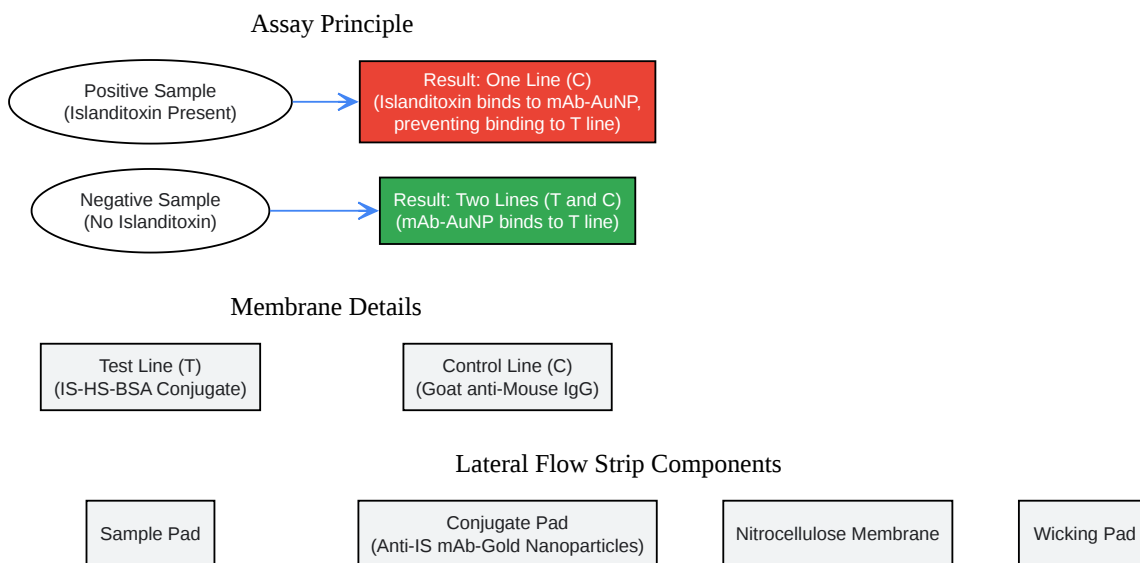 Assay Principle
Positive Sample
(Islanditoxin Present)
Result: One Line (C)
(Islanditoxin binds to mAb-AuNP,
preventing binding to T line)
Negative Sample
(No Islanditoxin)
Result: Two Lines (T and C)
(mAb-AuNP binds to T line)
Membrane Details
Test Line (T)
(IS-HS-BSA Conjugate)
Control Line (C)
(Goat anti-Mouse IgG)
Lateral Flow Strip Components
Sample Pad
Conjugate Pad
(Anti-IS mAb-Gold Nanoparticles)
Nitrocellulose Membrane
Wicking Pad